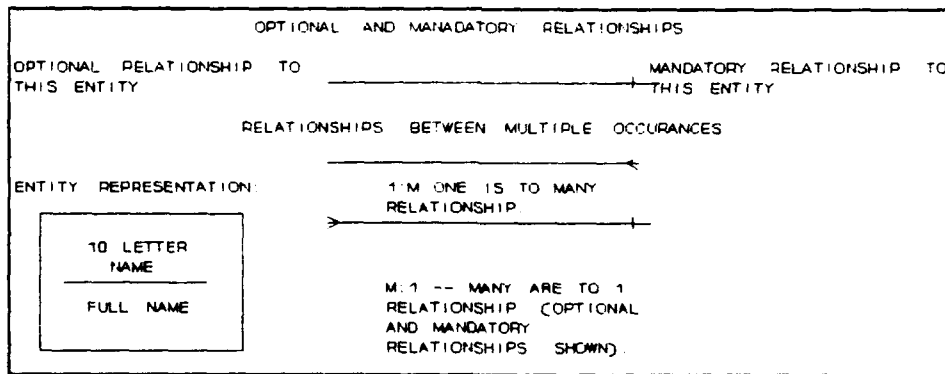 OPTIONAL AND MANADATORY RELATIONSHIPS
OPTIONAL RELATIONSHIP TO
THIS ENTITY
MANDATORY RELATIONSHIP TO
THIS ENTITY
RELATIONSHIPS BETWEEN MULTIPLE OCCURANCES
ENTITY REPRESENTATION:
1:M ONE IS TO MANY
RELATIONSHIP.
10 LETTER
NAME
FULL NAME
M:1 -- MANY ARE TO 1
RELATIONSHIP (OPTIONAL
AND MANDATORY
RELATIONSHIPS SHOWN).